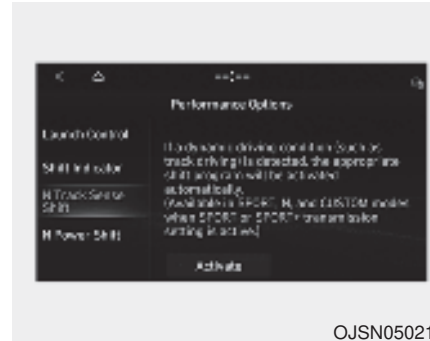 --:--
Performance Options
Launch Control
Shift Indicator
N Track Sense
Shift
N Power Shift
If a dynamic driving condition (such as
track driving) is detected, the appropriate
shift program will be activated
automatically.
(Available in SPORT, N, and CUSTOM modes
when SPORT or SPORT+ transmission
setting is active.)
Activate
OJSN05021